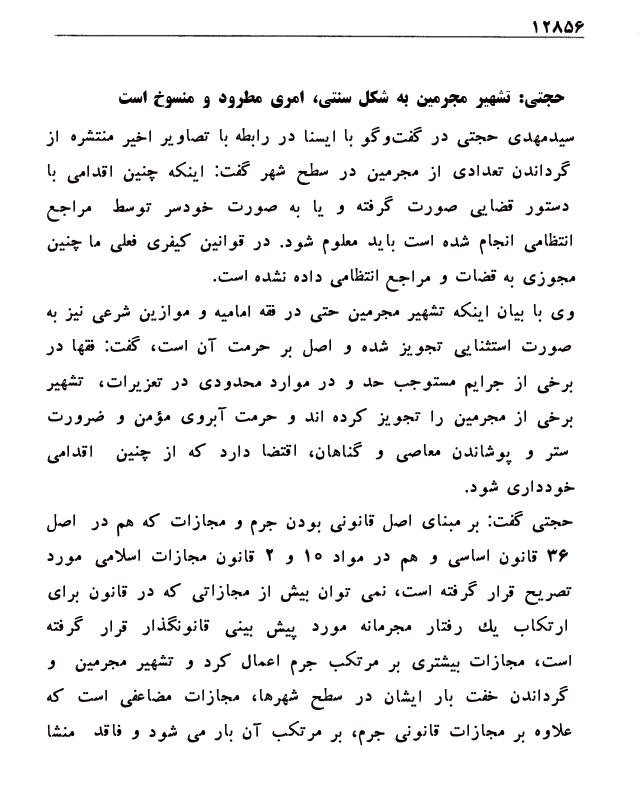 ۱۲۸۵۶
حجتی: تشهیر مجرمین به شکل سنتی، امری مطرود و منسوخ است
سیدمهدی حجتی در گفت‌وگو با ایسنا در رابطه با تصاویر اخیر منتشره از
گرداندن تعدادی از مجرمین در سطح شهر گفت: اینکه چنین اقدامی با
دستور قضایی صورت گرفته و یا به صورت خودسر توسط مراجع
انتظامی انجام شده است باید معلوم شود. در قوانین کیفری فعلی ما چنین
مجوزی به قضات و مراجع انتظامی داده نشده است.
وی با بیان اینکه تشهیر مجرمین حتی در فقه امامیه و موازین شرعی نیز به
صورت استثنایی تجویز شده و اصل بر حرمت آن است، گفت: فقها در
برخی از جرایم مستوجب حد و در موارد محدودی در تعزیرات، تشهیر
برخی از مجرمین را تجویز کرده اند و حرمت آبروی مؤمن و ضرورت
ستر و پوشاندن معاصی و گناهان، اقتضا دارد که از چنین اقدامی
خودداری شود.
حجتی گفت: بر مبنای اصل قانونی بودن جرم و مجازات که هم در اصل
۳۶ قانون اساسی و هم در مواد ۱۰ و ۲ قانون مجازات اسلامی مورد
تصریح قرار گرفته است، نمی توان بیش از مجازاتی که در قانون برای
ارتکاب یك رفتار مجرمانه مورد پیش بینی قانونگذار قرار گرفته
است، مجازات بیشتری بر مرتکب جرم اعمال کرد و تشهیر مجرمین و
گرداندن خفت بار ایشان در سطح شهرها، مجازات مضاعفی است که
علاوه بر مجازات قانونی جرم، بر مرتکب آن بار می شود و فاقد منشا